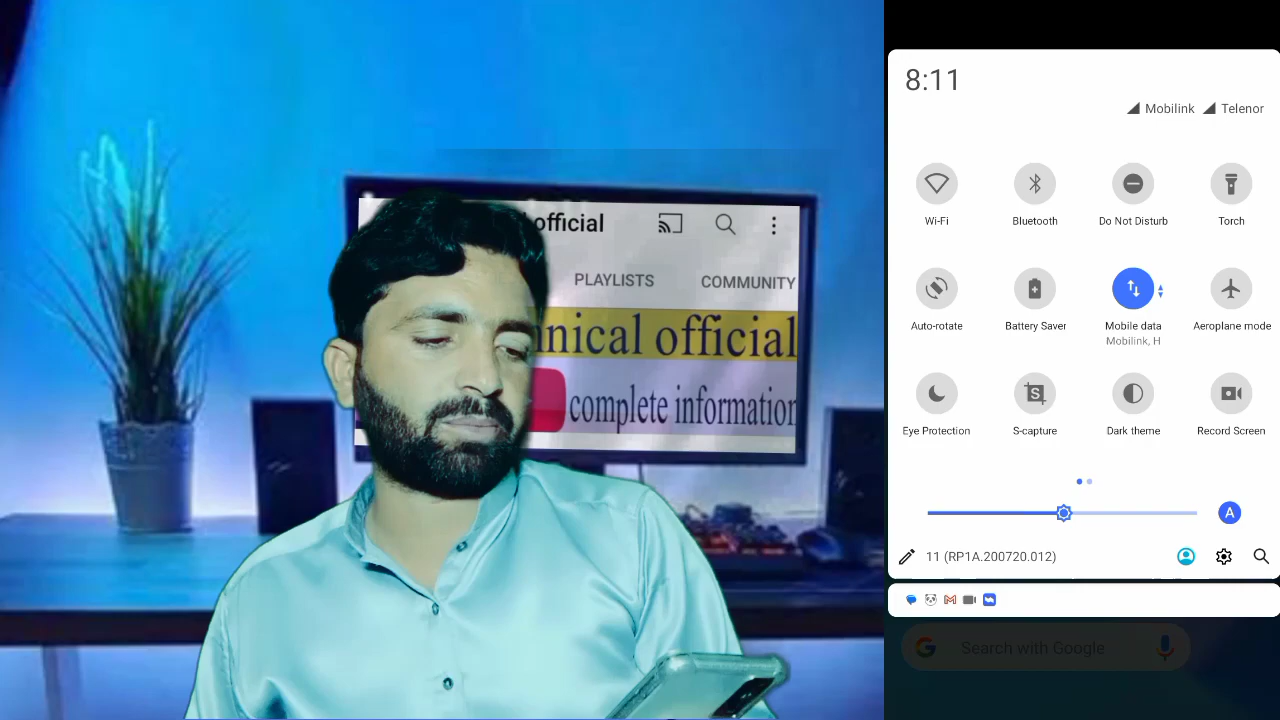 official
PLAYLISTS
COMMUNITY
nical official
complete information
8:11
Mobilink
Telenor
Wi-Fi
Bluetooth
Do Not Disturb
Torch
Auto-rotate
Battery Saver
Mobile data
Aeroplane mode
Mobilink, H
Eye Protection
S-capture
Dark theme
Record Screen
A
11 (RP1A.200720.012)
Search with Google